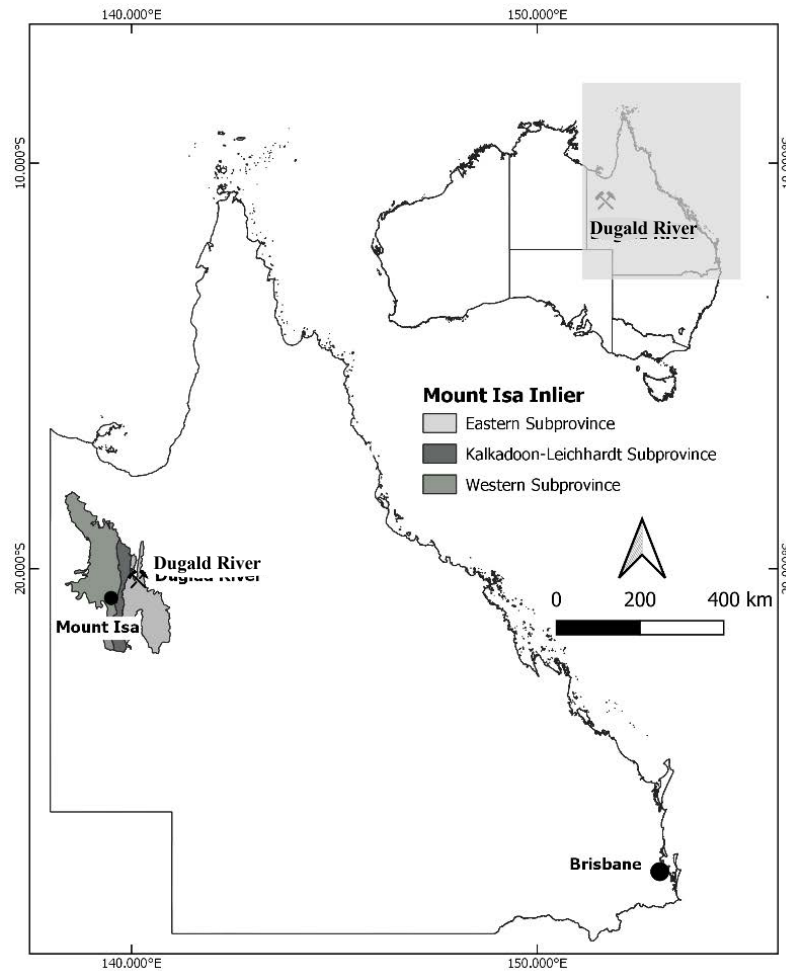 140.000°E
150.000°E
10.000°S
Dugald River
Mount Isa Inlier
Eastern Subprovince
Kalkadoon-Leichhardt Subprovince
Western Subprovince
20.000°S
Dugald River
Mount Isa
0 200 400 km
Brisbane
140.000°E
150.000°E